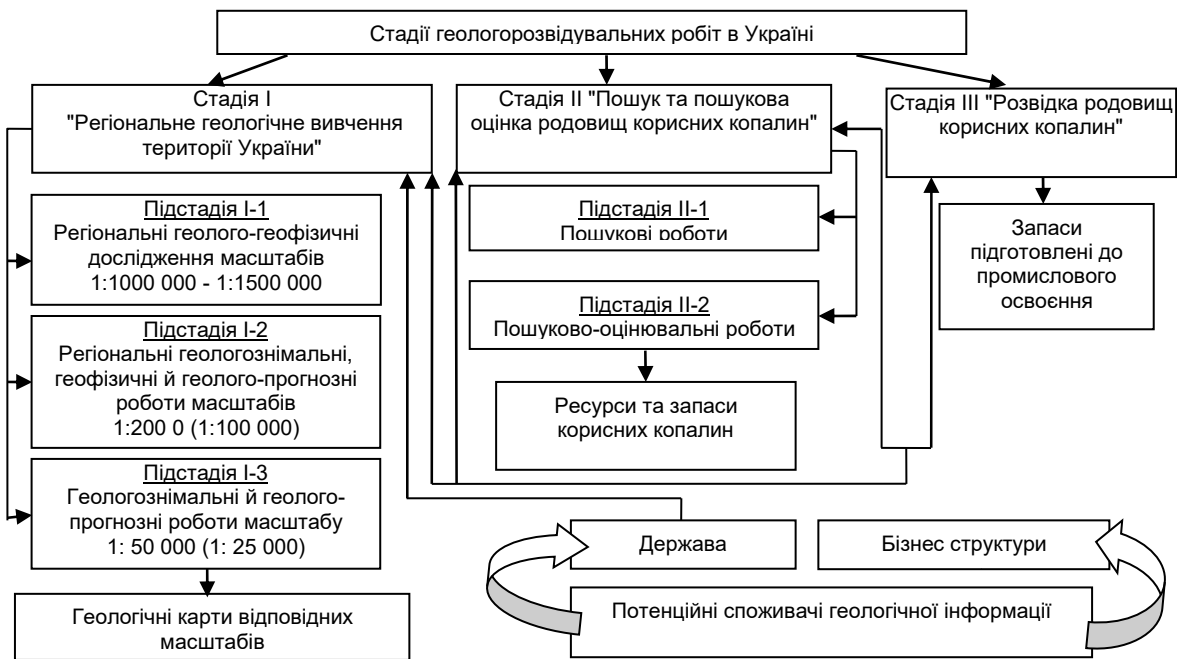 Стадії геологорозвідувальних робіт в Україні
Стадія I
"Регіональне геологічне вивчення
території України"
Стадія II "Пошук та пошукова
оцінка родовищ корисних копалин"
Стадія III "Розвідка родовищ
корисних копалин"
Підстадія I-1
Регіональні геолого-геофізичні
дослідження масштабів
1:1000 000 - 1:1500 000
Підстадія I-2
Регіональні геологознімальні,
геофізичні й геолого-прогнозні
роботи масштабів
1:200 0 (1:100 000)
Підстадія I-3
Геологознімальні й геолого-
прогнозні роботи масштабу
1: 50 000 (1: 25 000)
Геологічні карти відповідних
масштабів
Підстадія II-1
Пошукові роботи
Підстадія II-2
Пошуково-оцінювальні роботи
Ресурси та запаси
корисних копалин
Запаси
підготовлені до
промислового
освоєння
Держава
Бізнес структури
Потенційні споживачі геологічної інформації